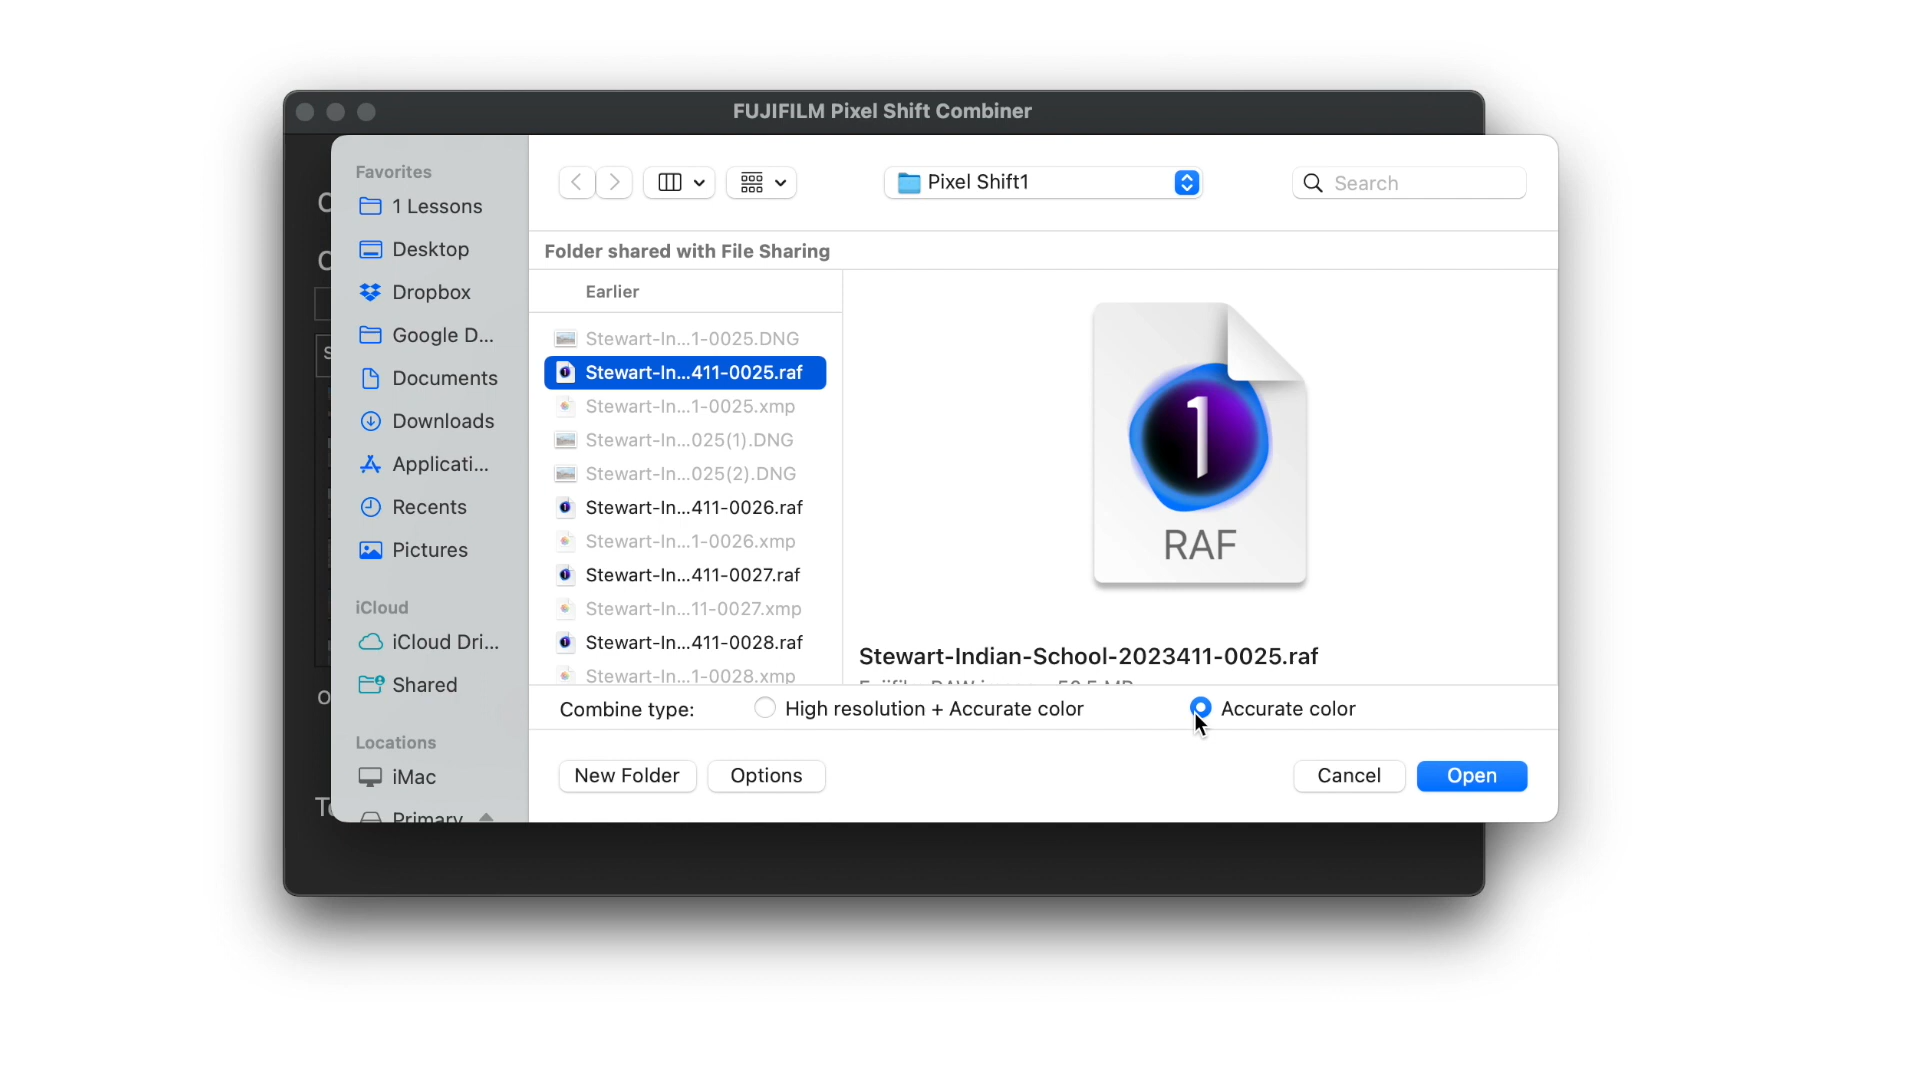 FUJIFILM Pixel Shift Combiner
Favorites
1 Lessons
Desktop
Dropbox
Google D...
Documents
Downloads
Applicati...
Recents
Pictures
iCloud
iCloud Dri...
Shared
Locations
iMac
Primary
Pixel Shift1
Search
Folder shared with File Sharing
Earlier
Stewart-In...1-0025.DNG
Stewart-In...411-0025.raf
Stewart-In...1-0025.xmp
Stewart-In...025(1).DNG
Stewart-In...025(2).DNG
Stewart-In...411-0026.raf
Stewart-In...1-0026.xmp
Stewart-In...411-0027.raf
Stewart-In...11-0027.xmp
Stewart-In...411-0028.raf
Stewart-In...1-0028.xmp
1
RAF
Stewart-Indian-School-2023411-0025.raf
Combine type:
High resolution + Accurate color
Accurate color
New Folder
Options
Cancel
Open